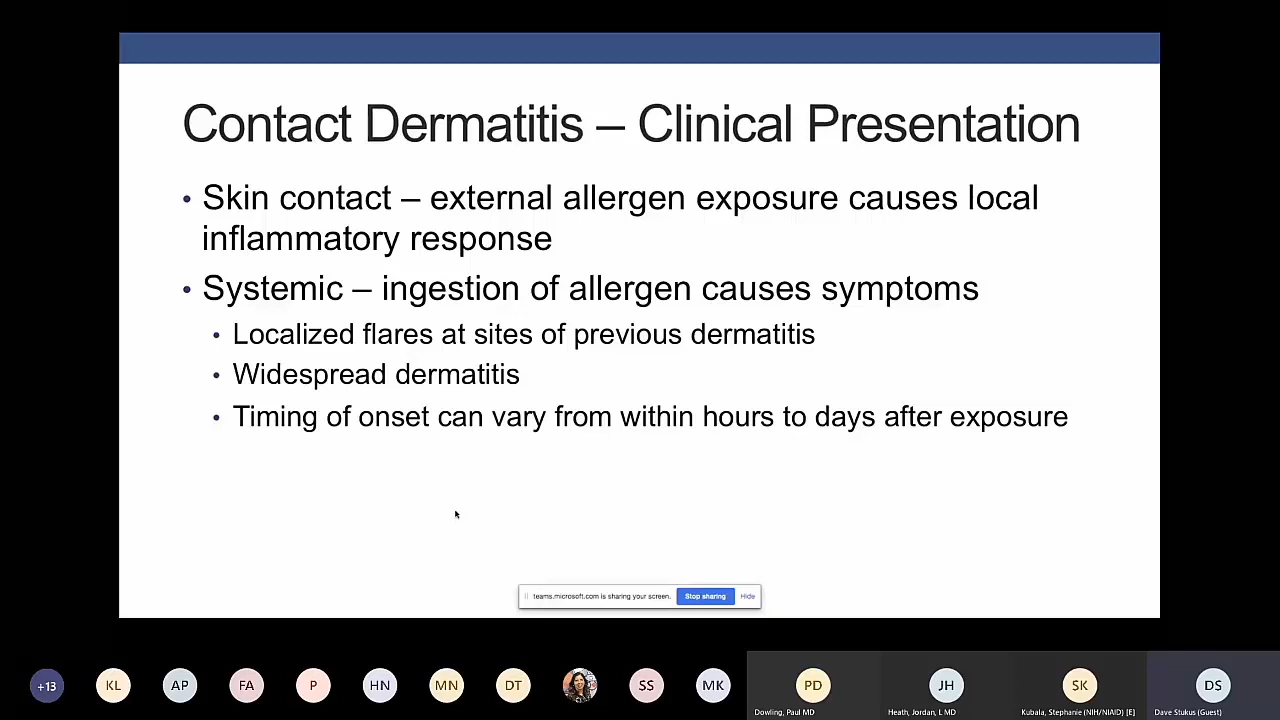 Contact Dermatitis – Clinical Presentation
• Skin contact – external allergen exposure causes local
inflammatory response
• Systemic – ingestion of allergen causes symptoms
• Localized flares at sites of previous dermatitis
• Widespread dermatitis
• Timing of onset can vary from within hours to days after exposure
teams.microsoft.com is sharing your screen. Stop sharing Hide
+13 KL AP FA P HN MN DT SS MK PD JH SK DS
Dowling, Paul MD Heath, Jordan, L MD Kubala, Stephanie (NIH/NIAID) [E] Dave Stukus (Guest)